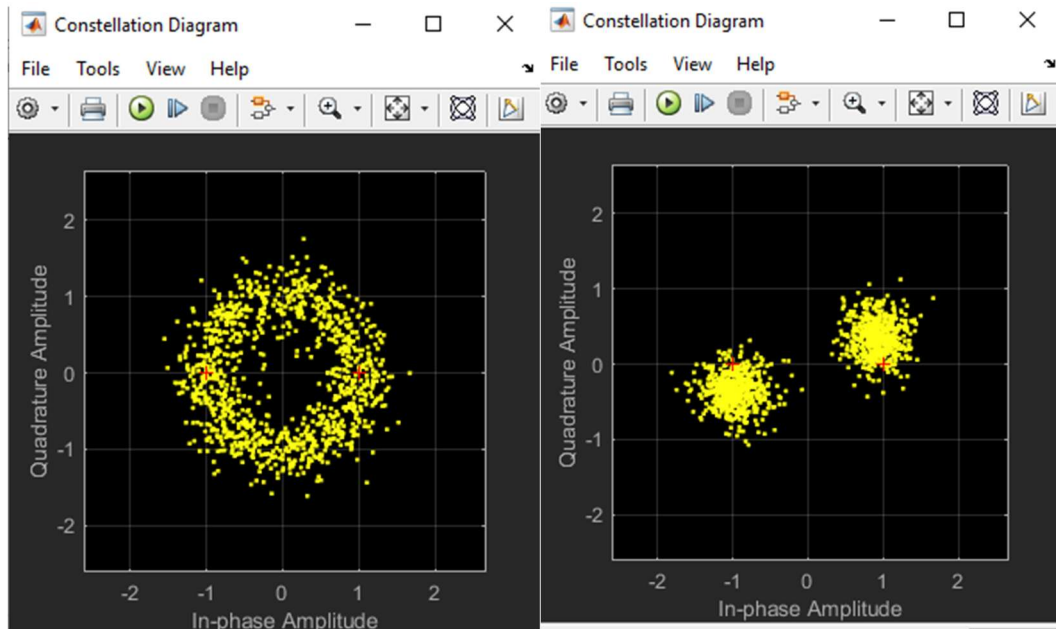 Constellation Diagram
File Tools View Help
Quadrature Amplitude
2
1
0
-1
-2
-2 -1 0 1 2
In-phase Amplitude
Constellation Diagram
File Tools View Help
Quadrature Amplitude
2
1
0
-1
-2
-2 -1 0 1 2
In-phase Amplitude